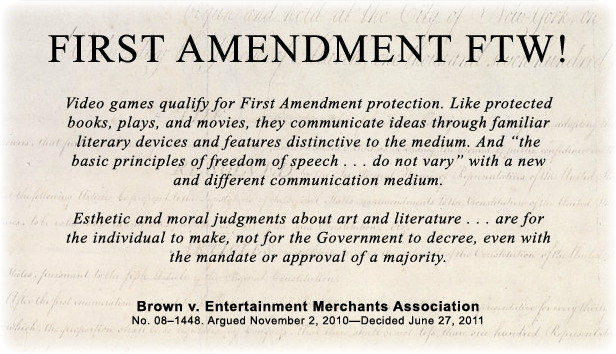 FIRST AMENDMENT FTW!
Video games qualify for First Amendment protection. Like protected
books, plays, and movies, they communicate ideas through familiar
literary devices and features distinctive to the medium. And “the
basic principles of freedom of speech . . . do not vary” with a new
and different communication medium.
Esthetic and moral judgments about art and literature . . . are for
the individual to make, not for the Government to decree, even with
the mandate or approval of a majority.
Brown v. Entertainment Merchants Association
No. 08–1448. Argued November 2, 2010—Decided June 27, 2011